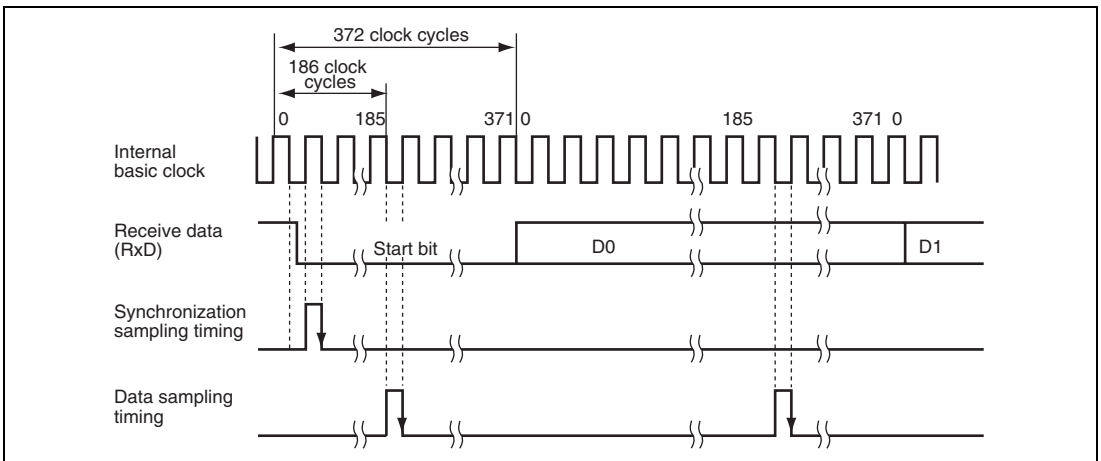 372 clock cycles
186 clock
cycles
0 185 371 0 185 371 0
Internal
basic clock
Receive data
(RxD)
Start bit D0 D1
Synchronization
sampling timing
Data sampling
timing